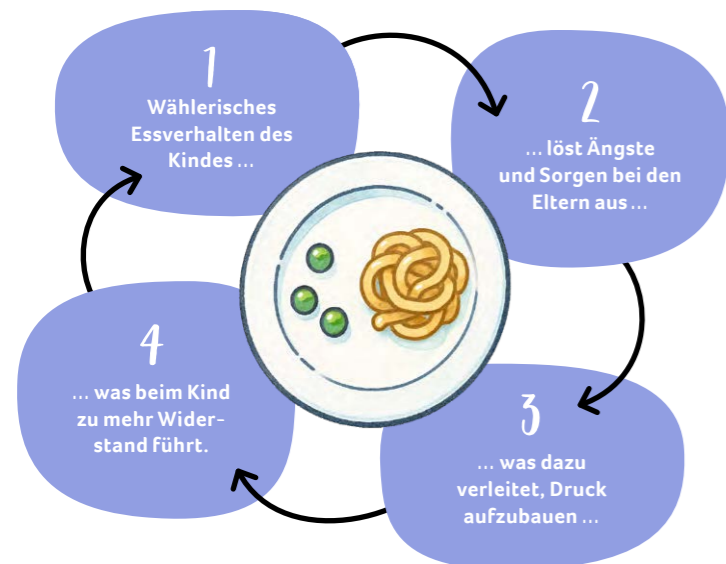 1
Wählerisches
Essverhalten des
Kindes ...
2
... löst Ängste
und Sorgen bei den
Eltern aus ...
3
... was dazu
verleitet, Druck
aufzubauen ...
4
... was beim Kind
zu mehr Wider-
stand führt.